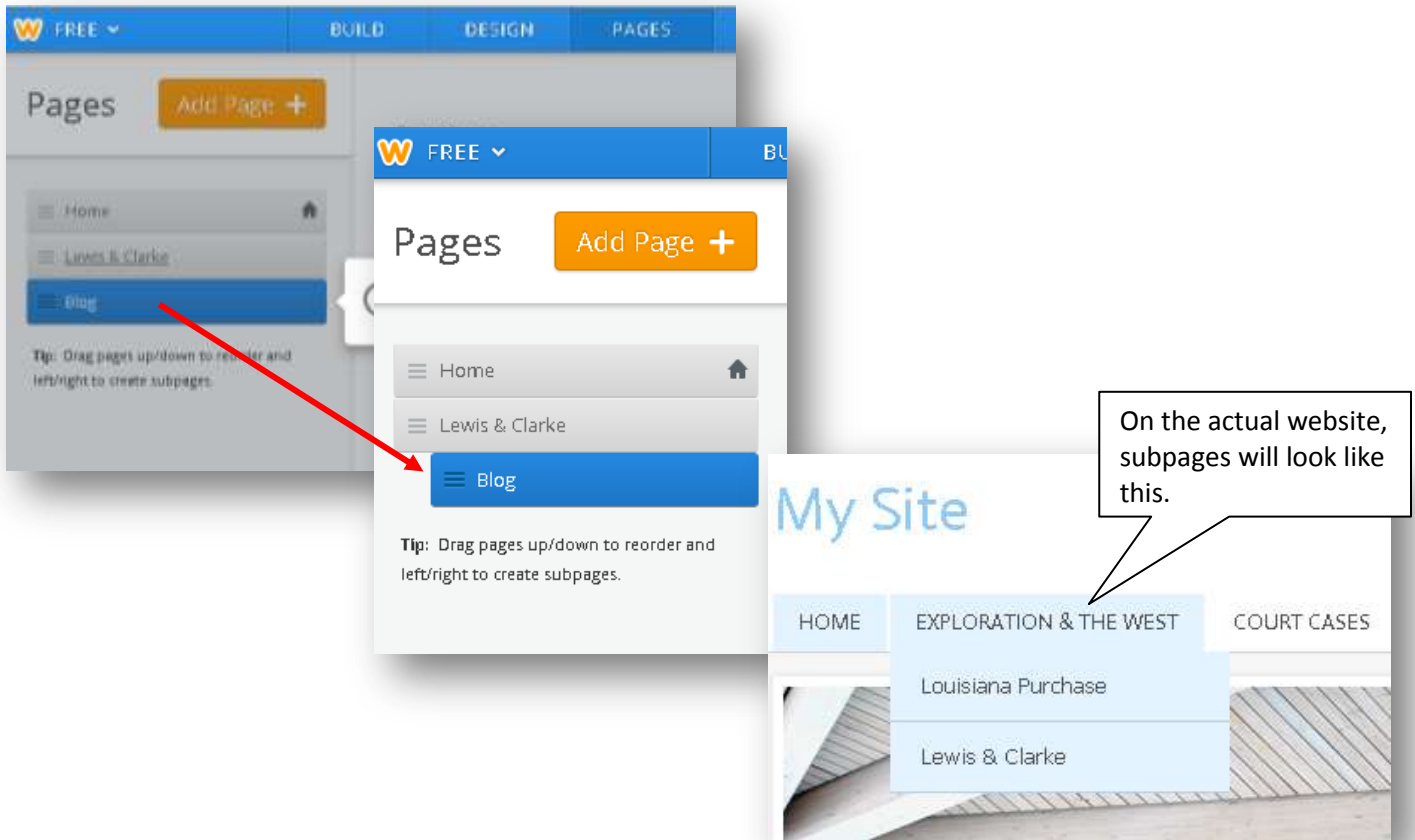 FREE
BUILD
DESIGN
PAGES
Pages
Add Page +
Home
Lewis & Clarke
Blog
Tip: Drag pages up/down to reorder and
left/right to create subpages.
W FREE
BU
Pages
Add Page +
Home
Lewis & Clarke
Blog
Tip: Drag pages up/down to reorder and
left/right to create subpages.
On the actual website,
subpages will look like
this.
My Site
HOME
EXPLORATION & THE WEST
COURT CASES
Louisiana Purchase
Lewis & Clarke